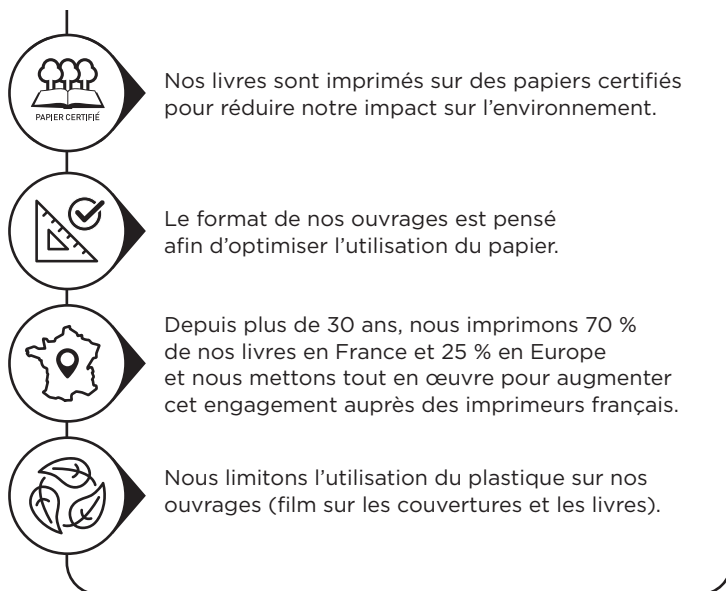 PAPIER CERTIFIÉ
Nos livres sont imprimés sur des papiers certifiés
pour réduire notre impact sur l’environnement.
Le format de nos ouvrages est pensé
afin d’optimiser l’utilisation du papier.
Depuis plus de 30 ans, nous imprimons 70 %
de nos livres en France et 25 % en Europe
et nous mettons tout en œuvre pour augmenter
cet engagement auprès des imprimeurs français.
Nous limitons l’utilisation du plastique sur nos
ouvrages (film sur les couvertures et les livres).